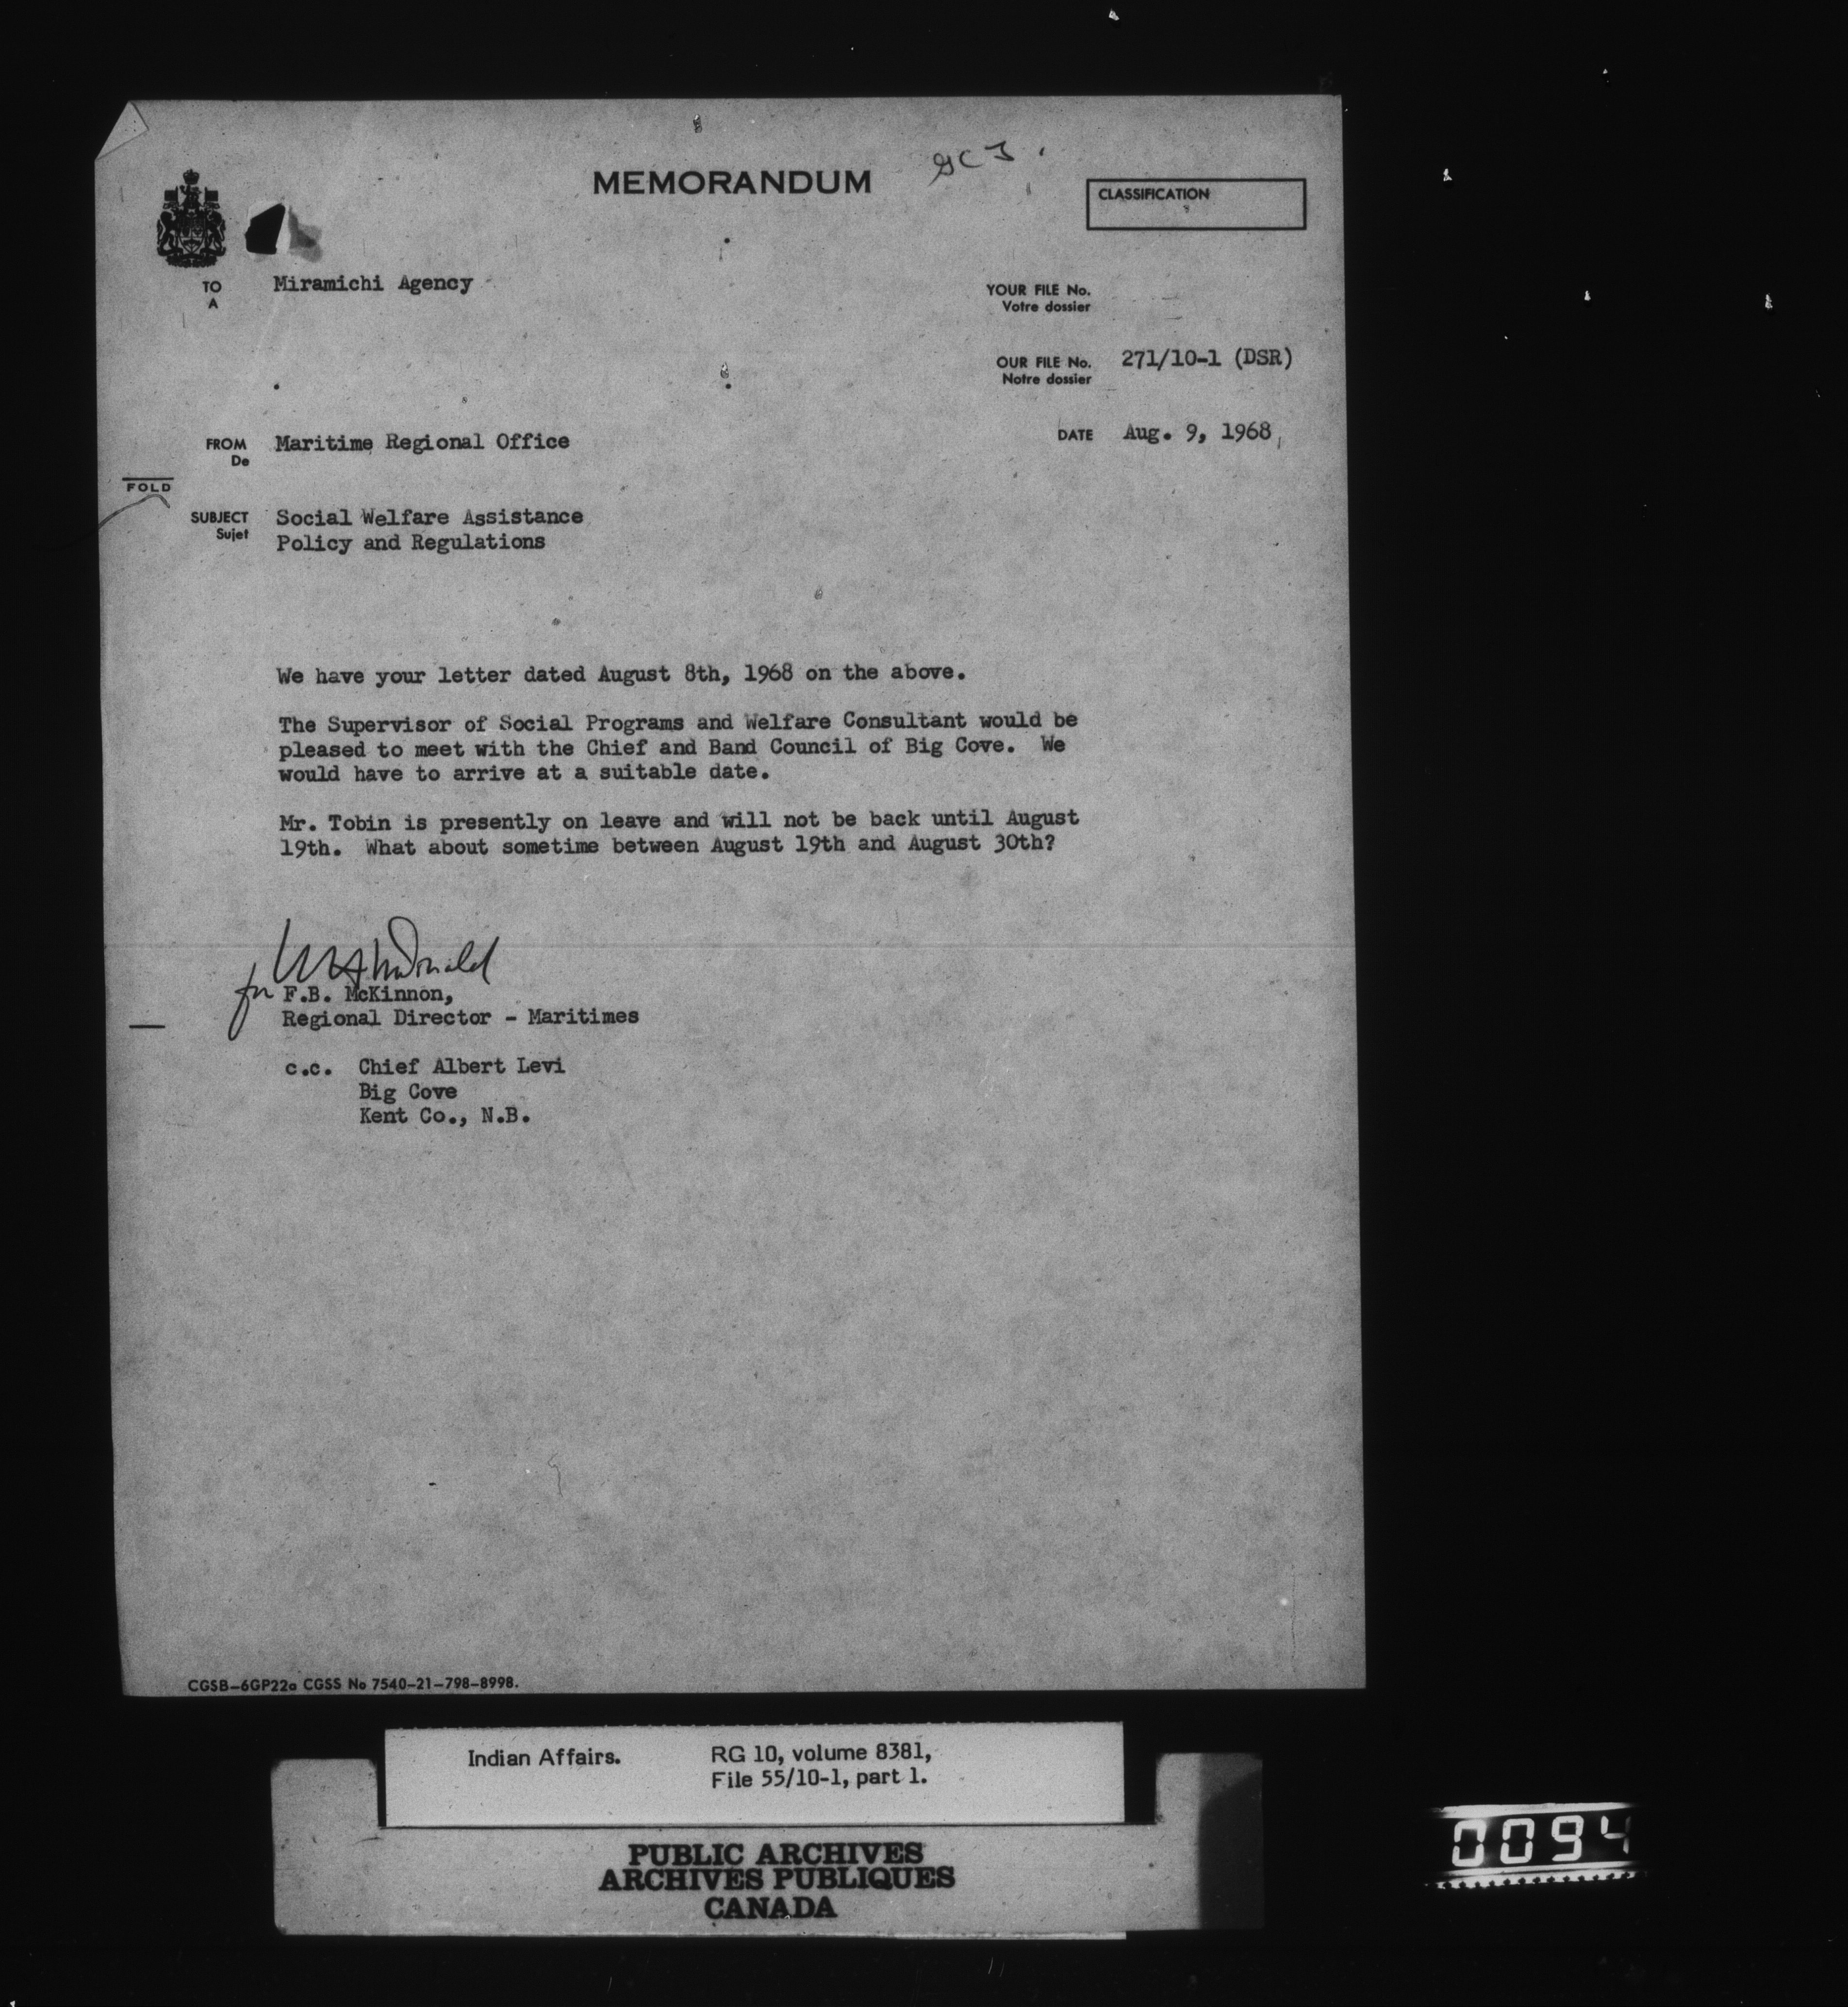 MEMORANDUM
CLASSIFICATION
TO Miramichi Agency
A
YOUR FILE No.
Votre dossier
OUR FILE No. 271/10-1 (DSR)
Notre dossier
FROM Maritime Regional Office
De
DATE Aug. 9, 1968
FOLD
SUBJECT Social Welfare Assistance
Sujet Policy and Regulations
We have your letter dated August 8th, 1968 on the above.
The Supervisor of Social Programs and Welfare Consultant would be
pleased to meet with the Chief and Band Council of Big Cove. We
would have to arrive at a suitable date.
Mr. Tobin is presently on leave and will not be back until August
19th. What about sometime between August 19th and August 30th?
for F.B. McKinnon,
Regional Director - Maritimes
c.c. Chief Albert Levi
Big Cove
Kent Co., N.B.
CGSB-6GP22a CGSS No 7540-21-798-8998.
Indian Affairs. RG 10, volume 8381,
File 55/10-1, part 1.
PUBLIC ARCHIVES
ARCHIVES PUBLIQUES
CANADA
0094